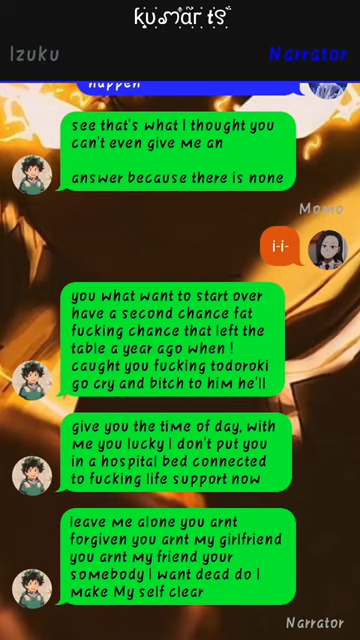 kumar ts
Izuku
Narrator
happen
see that's what I thought you
can't even give me an
answer because there is none
Momo
i-i-
you what want to start over
have a second chance fat
fucking chance that left the
table a year ago when I
caught you fucking todoroki
go cry and bitch to him he'll
give you the time of day, with
me you lucky I don't put you
in a hospital bed connected
to fucking life support now
leave me alone you arnt
forgiven you arnt my girlfriend
you arnt my friend your
somebody I want dead do I
make My self clear
Narrator